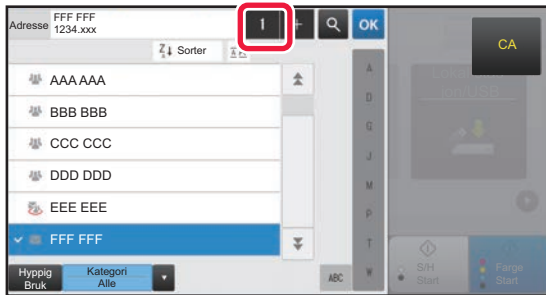 Adresse FFF FFF
1234.xxx
1 + OK
CA
Z↓ Sorter
AAA AAA
BBB BBB
CCC CCC
DDD DDD
EEE EEE
FFF FFF
A
D
G
J
M
P
T
W
Hyppig
Bruk
Kategori
Alle
ABC
S/H
Start
Farge
Start